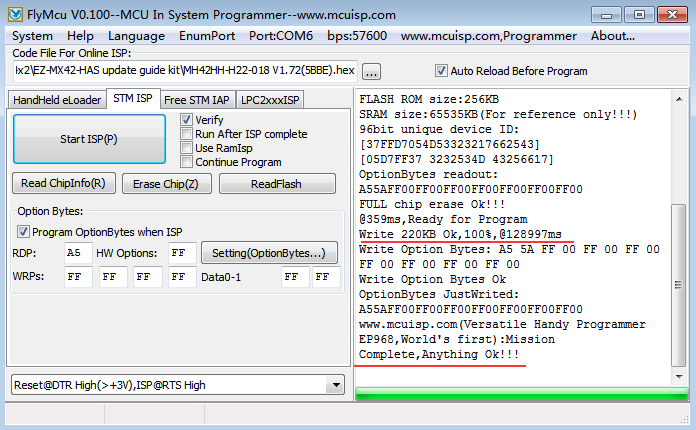 FlyMcu V0.100--MCU In System Programmer--www.mcuisp.com
System Help Language EnumPort Port:COM6 bps:57600 www.mcuisp.com,Programmer About...
Code File For Online ISP:
ix2\EZ-MX42-HAS update guide kit\MH42HH-H22-018 V1.72(5BBE).hex ... Auto Reload Before Program
HandHeld eLoader STM ISP Free STM IAP LPC2xxxISP
Start ISP(P)
Verify
Run After ISP complete
Use RamIsp
Continue Program
Read ChipInfo(R) Erase Chip(Z) ReadFlash
Option Bytes:
Program OptionBytes when ISP
RDP: A5 HW Options: FF Setting(OptionBytes...)
WRPs: FF FF FF FF Data0-1 FF FF
Reset@DTR High(>+3V),ISP@RTS High
FLASH ROM size:256KB
SRAM size:65535KB(For reference only!!!)
96bit unique device ID:
[37FFD7054D53323217662543]
[05D7FF37 3232534D 43256617]
OptionBytes readout:
A55AFF00FF00FF00FF00FF00FF00FF00
FULL chip erase Ok!!!
@359ms,Ready for Program
Write 220KB Ok,100%,@128997ms
Write Option Bytes: A5 5A FF 00 FF 00 FF 00
FF 00 FF 00 FF 00 FF 00
Write Option Bytes Ok
OptionBytes JustWrited:
A55AFF00FF00FF00FF00FF00FF00FF00
www.mcuisp.com(Versatile Handy Programmer
EP968,World's first):Mission
Complete,Anything Ok!!!